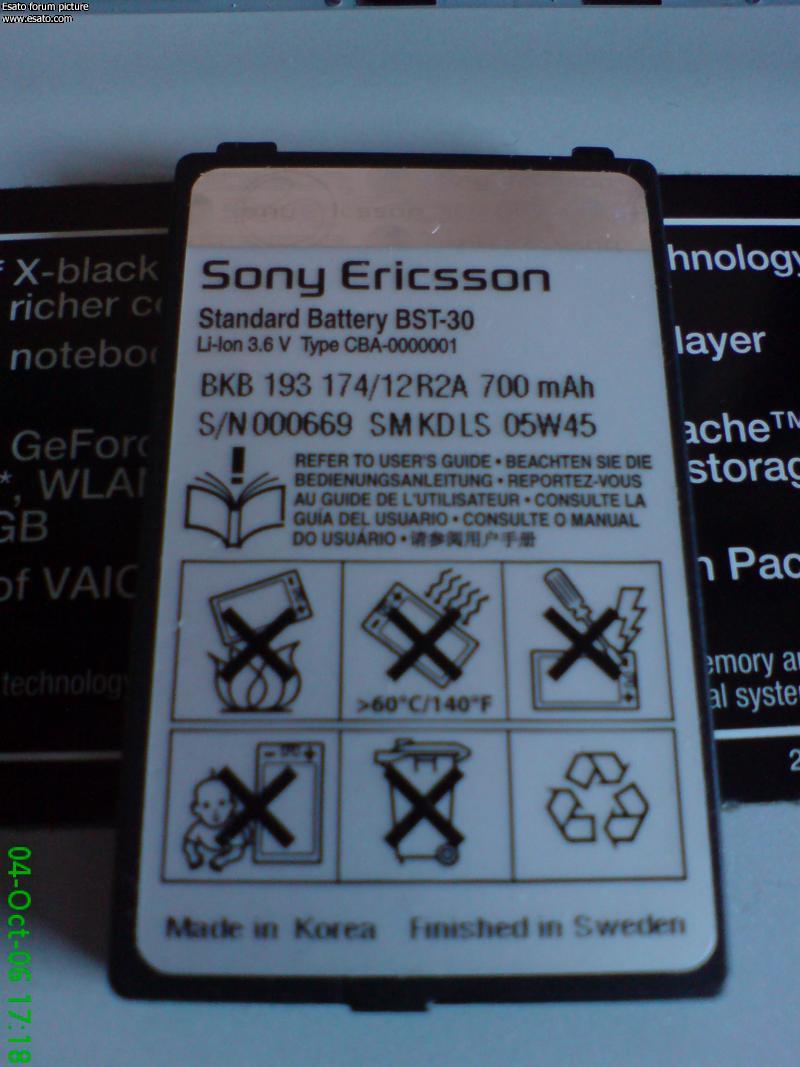 Esato forum picture
www.esato.com
Sony Ericsson
Standard Battery BST-30
Li-Ion 3.6 V Type CBA-0000001
BKB 193 174/12 R2A 700 mAh
S/N 000669 SM KD LS 05W45
REFER TO USER'S GUIDE • BEACHTEN SIE DIE
BEDIENUNGSANLEITUNG • REPORTEZ-VOUS
AU GUIDE DE L'UTILISATEUR • CONSULTE LA
GUÍA DEL USUARIO • CONSULTE O MANUAL
DO USUÁRIO • 请参阅用户手册
>60°C/140°F
Made in Korea Finished in Sweden
X-black
richer
GeForc
*, WLAN
GB
of VAIO
technology
hnology
layer
ache™
storag
n Pac
emory
al syste
2
04-Oct-06 17:18